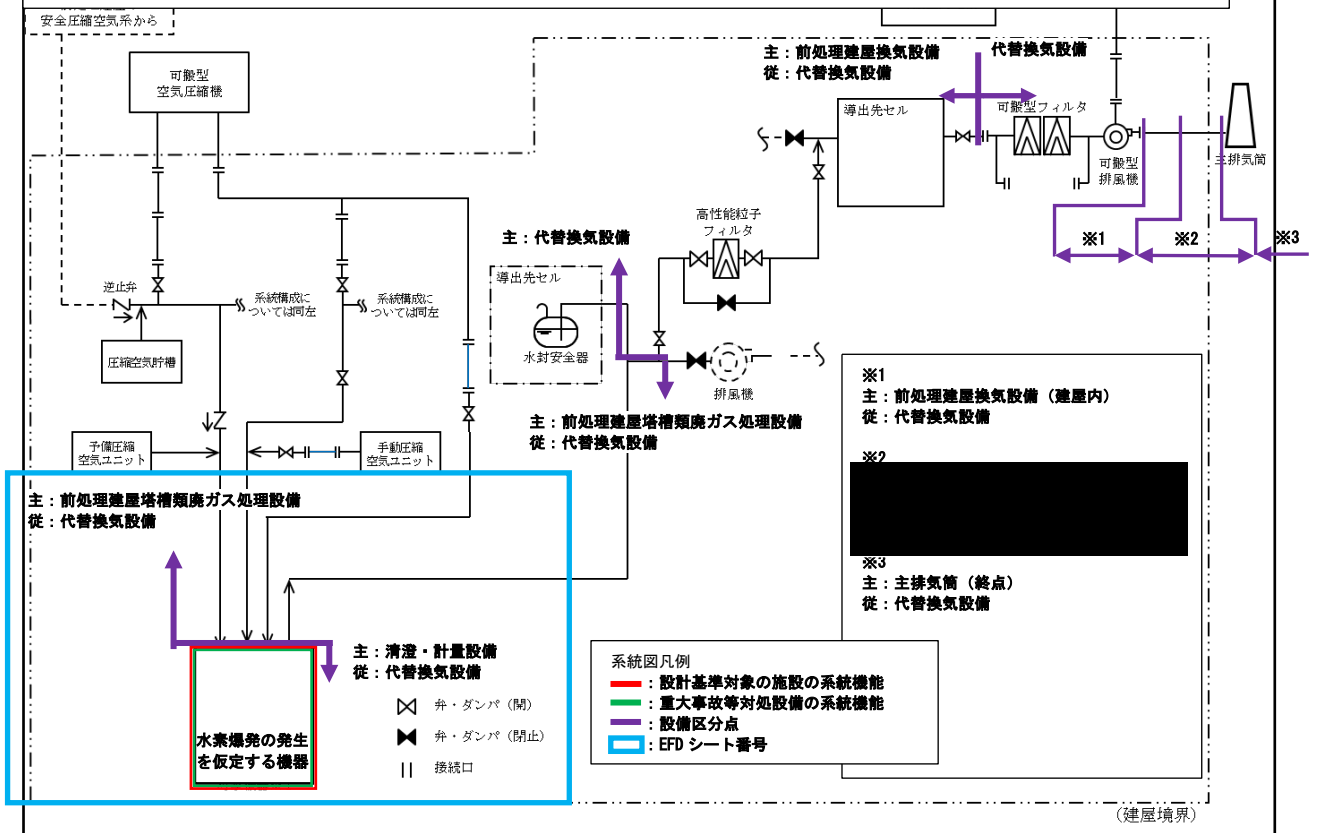 安全圧縮空気系から
可搬型
空気圧縮機
主：前処理建屋換気設備
従：代替換気設備
代替換気設備
導出先セル
可搬型フィルタ
可搬型
排風機
主排気筒
※1
※2
※3
高性能粒子
フィルタ
主：代替換気設備
導出先セル
水封安全器
排風機
逆止弁
系統構成に
ついては同左
系統構成に
ついては同左
圧縮空気貯槽
主：前処理建屋塔槽類廃ガス処理設備
従：代替換気設備
予備圧縮
空気ユニット
手動圧縮
空気ユニット
主：前処理建屋塔槽類廃ガス処理設備
従：代替換気設備
主：清澄・計量設備
従：代替換気設備
弁・ダンパ（開）
弁・ダンパ（閉止）
接続口
水素爆発の発生
を仮定する機器
※1
主：前処理建屋換気設備（建屋内）
従：代替換気設備
※2
※3
主：主排気筒（終点）
従：代替換気設備
系統図凡例
：設計基準対象の施設の系統機能
：重大事故等対処設備の系統機能
：設備区分点
：EFD シート番号
（建屋境界）